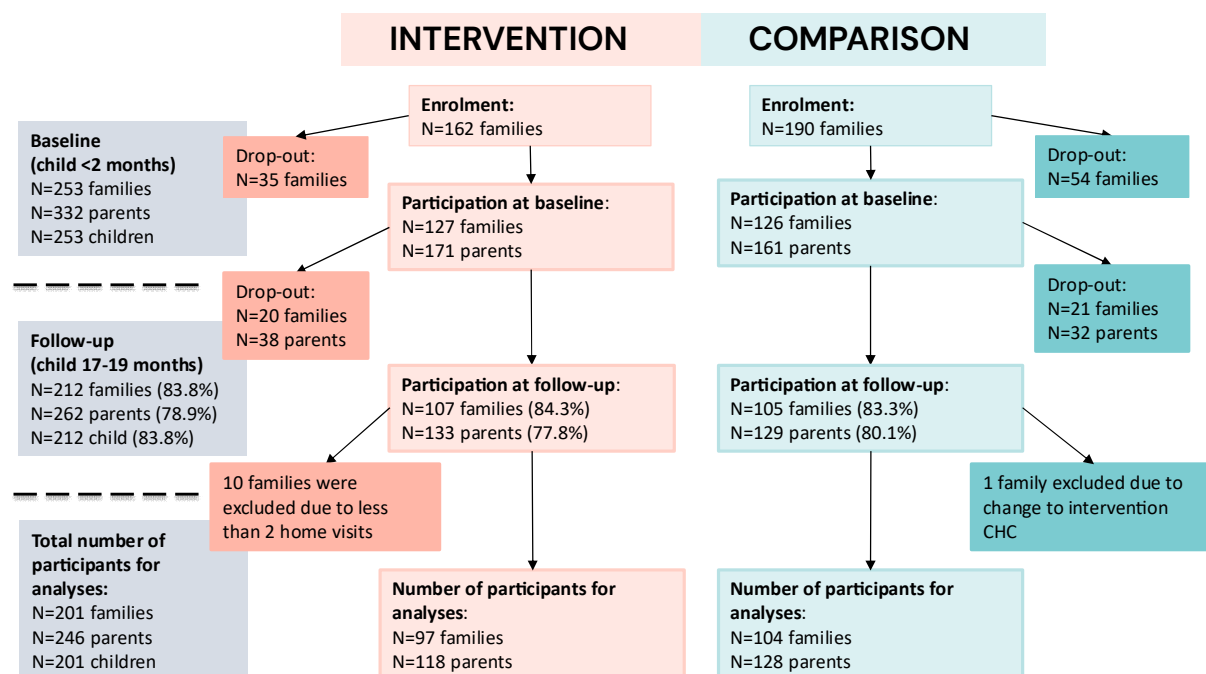 INTERVENTION
COMPARISON
Baseline
(child <2 months)
N=253 families
N=332 parents
N=253 children
Follow-up
(child 17-19 months)
N=212 families (83.8%)
N=262 parents (78.9%)
N=212 child (83.8%)
Total number of
participants for
analyses:
N=201 families
N=246 parents
N=201 children
Enrolment:
N=162 families
Drop-out:
N=35 families
Participation at baseline:
N=127 families
N=171 parents
Drop-out:
N=20 families
N=38 parents
Participation at follow-up:
N=107 families (84.3%)
N=133 parents (77.8%)
10 families were
excluded due to less
than 2 home visits
Number of participants for
analyses:
N=97 families
N=118 parents
Enrolment:
N=190 families
Drop-out:
N=54 families
Participation at baseline:
N=126 families
N=161 parents
Drop-out:
N=21 families
N=32 parents
Participation at follow-up:
N=105 families (83.3%)
N=129 parents (80.1%)
1 family excluded due to
change to intervention
CHC
Number of participants for
analyses:
N=104 families
N=128 parents